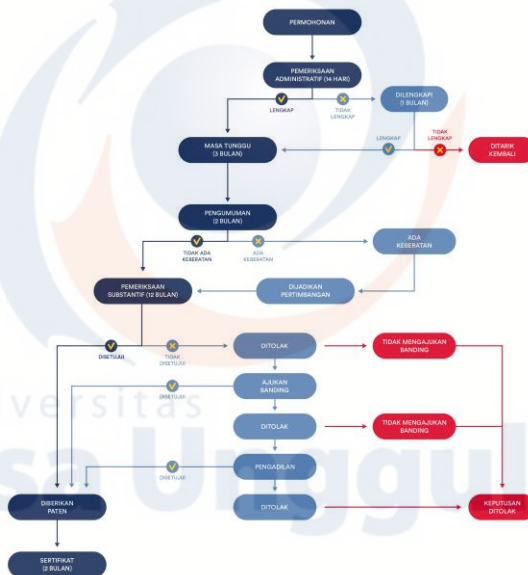 PERMOHONAN
PEMERIKSAAN
ADMINISTRATIF (14 HARI)
LENGKAP
TIDAK
LENGKAP
DILENGKAPI
(1 BULAN)
MASA TUNGGU
(3 BULAN)
LENGKAP
TIDAK
LENGKAP
DITARIK
KEMBALI
PENGUMUMAN
(2 BULAN)
TIDAK ADA
KEBERATAN
ADA
KEBERATAN
ADA
KEBERATAN
PEMERIKSAAN
SUBSTANTIF (12 BULAN)
DIJADIKAN
PERTIMBANGAN
DISETUJUI
TIDAK
DISETUJUI
DITOLAK
TIDAK MENGAJUKAN
BANDING
DISETUJUI
AJUKAN
BANDING
DITOLAK
TIDAK MENGAJUKAN
BANDING
DISETUJUI
PENGADILAN
DIBERIKAN
PATEN
DITOLAK
KEPUTUSAN
DITOLAK
SERTIFIKAT
(2 BULAN)
versitas
sa Unggul